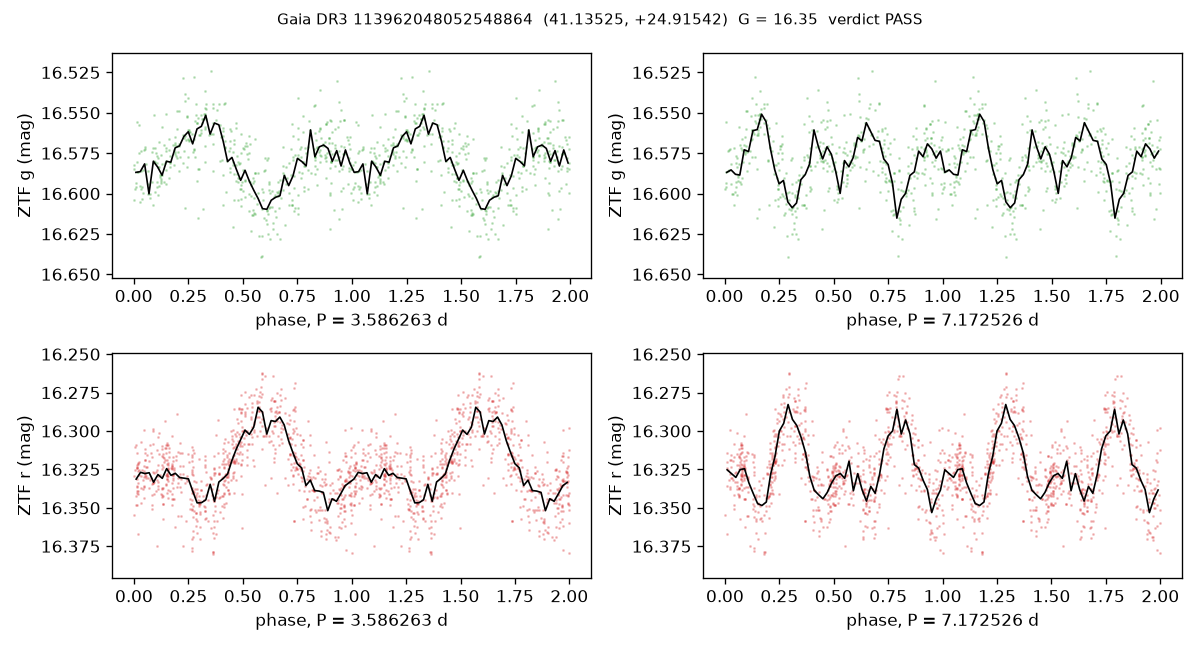 Gaia DR3 113962048052548864  (41.13525, +24.91542)  G = 16.35  verdict PASS
ZTF g (mag)
16.525
16.550
16.575
16.600
16.625
16.650
0.00 0.25 0.50 0.75 1.00 1.25 1.50 1.75 2.00
phase, P = 3.586263 d
ZTF g (mag)
16.525
16.550
16.575
16.600
16.625
16.650
0.00 0.25 0.50 0.75 1.00 1.25 1.50 1.75 2.00
phase, P = 7.172526 d
ZTF r (mag)
16.250
16.275
16.300
16.325
16.350
16.375
0.00 0.25 0.50 0.75 1.00 1.25 1.50 1.75 2.00
phase, P = 3.586263 d
ZTF r (mag)
16.250
16.275
16.300
16.325
16.350
16.375
0.00 0.25 0.50 0.75 1.00 1.25 1.50 1.75 2.00
phase, P = 7.172526 d